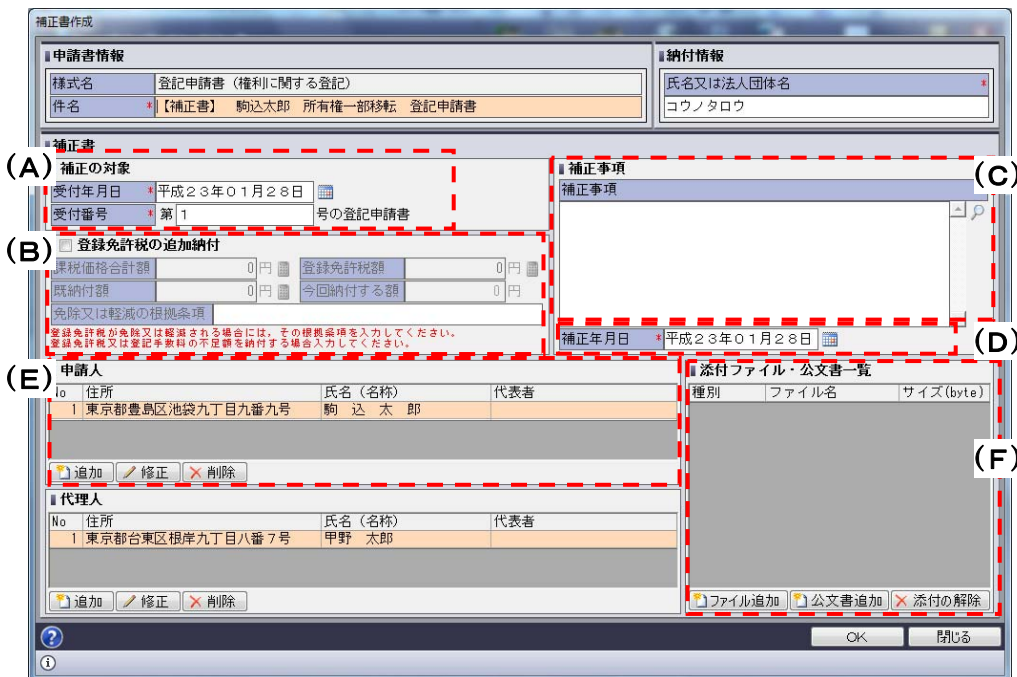 補正書作成
申請書情報
様式名 登記申請書（権利に関する登記）
件名 *【補正書】 駒込太郎 所有権一部移転 登記申請書
納付情報
氏名又は法人団体名 *
コウノタロウ
補正書
(A) 補正の対象
受付年月日 * 平成２３年０１月２８日
受付番号 * 第 1 号の登記申請書
(B) 登録免許税の追加納付
課税価格合計額 0 円 登録免許税額 0 円
既納付額 0 円 今回納付する額 0 円
免除又は軽減の根拠条項
登録免許税が免除又は軽減される場合には，その根拠条項を入力してください。
登録免許税又は登記手数料の不足額を納付する場合入力してください。
補正事項
(C)
補正事項
補正年月日 * 平成２３年０１月２８日 (D)
(E) 申請人
No 住所 氏名（名称） 代表者
1 東京都豊島区池袋九丁目九番九号 駒 込 太 郎
追加 修正 削除
代理人
No 住所 氏名（名称） 代表者
1 東京都台東区根岸九丁目八番７号 甲野 太郎
追加 修正 削除
添付ファイル・公文書一覧
種別 ファイル名 サイズ(byte)
(F)
ファイル追加 公文書追加 添付の解除
OK 閉じる